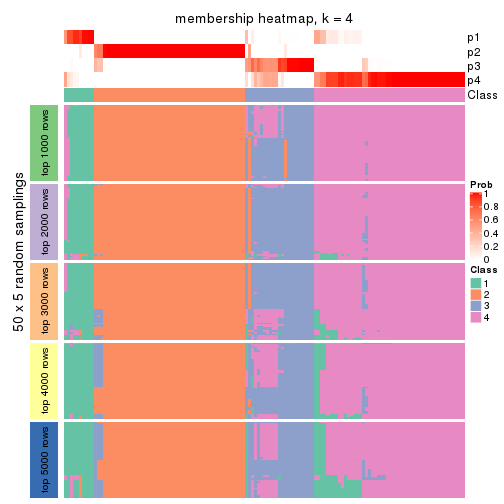 membership heatmap, k = 4
p1
p2
p3
p4
Class
50 x 5 random samplings
top 1000 rows
top 2000 rows
top 3000 rows
top 4000 rows
top 5000 rows
Prob
1
0.8
0.6
0.4
0.2
0
Class
1
2
3
4